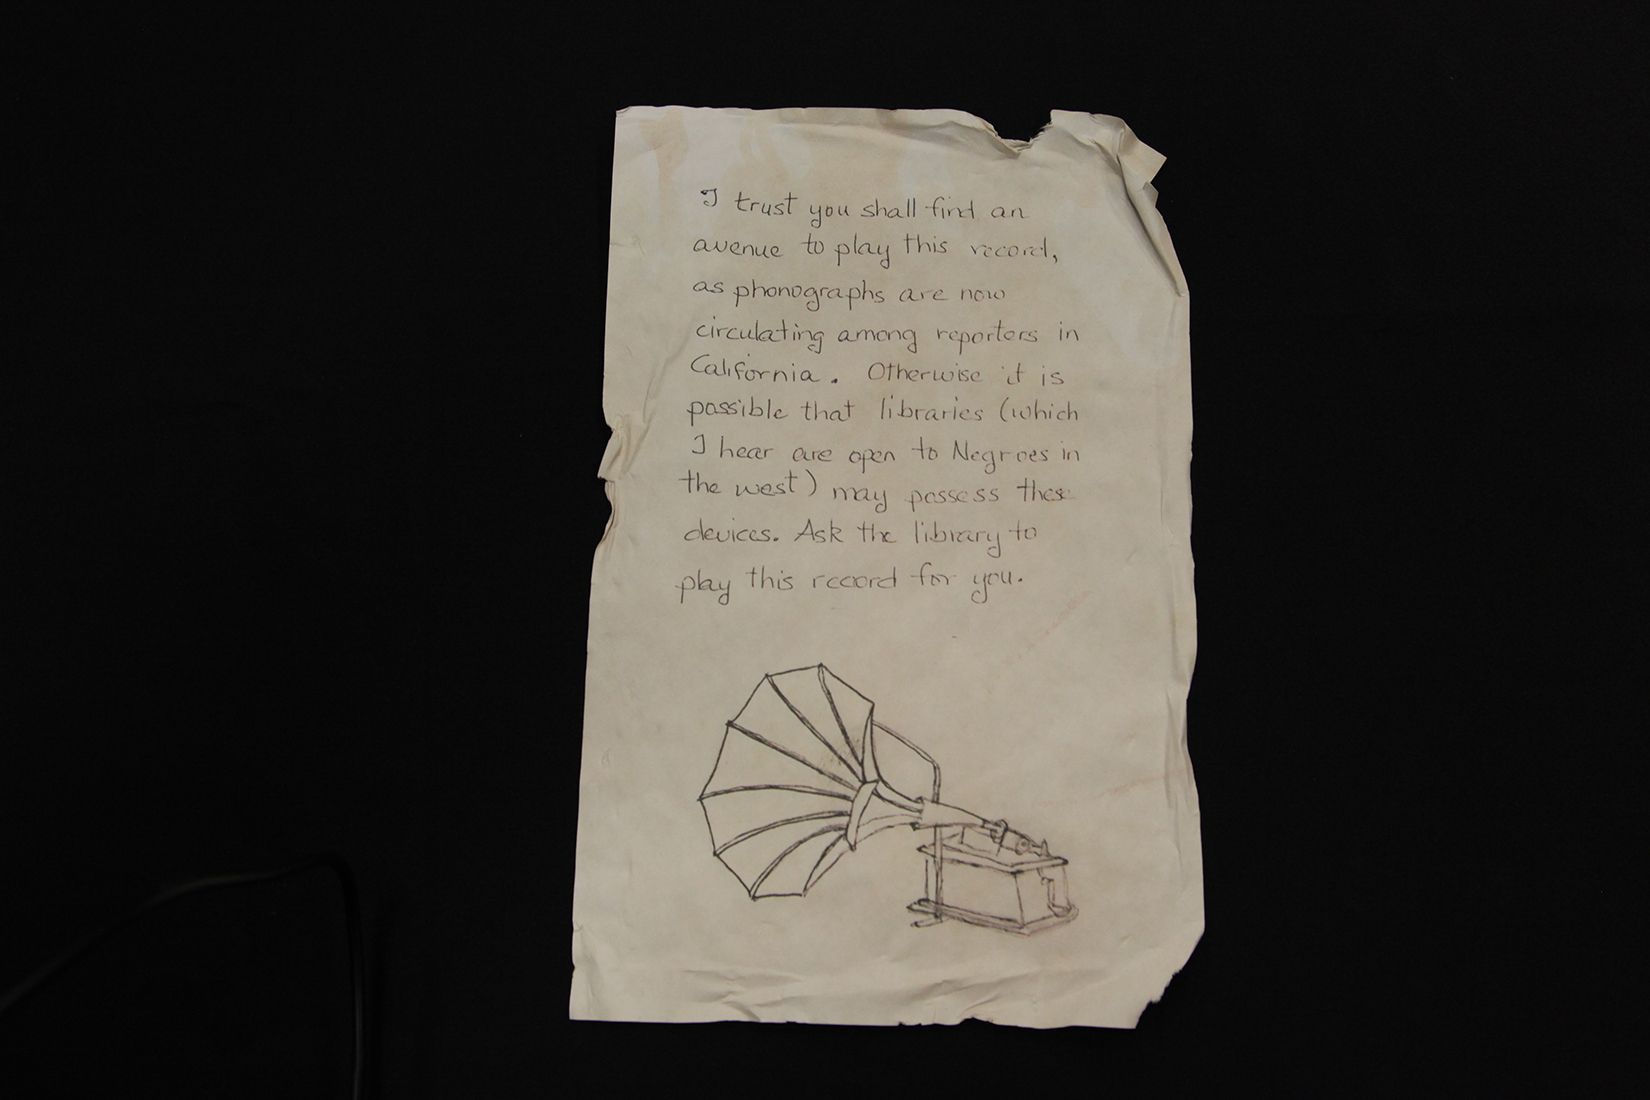 I trust you shall find an
avenue to play this record,
as phonographs are now
circulating among reporters in
California. Otherwise it is
possible that libraries (which
I hear are open to Negroes in
the west) may possess these
devices. Ask the library to
play this record for you.